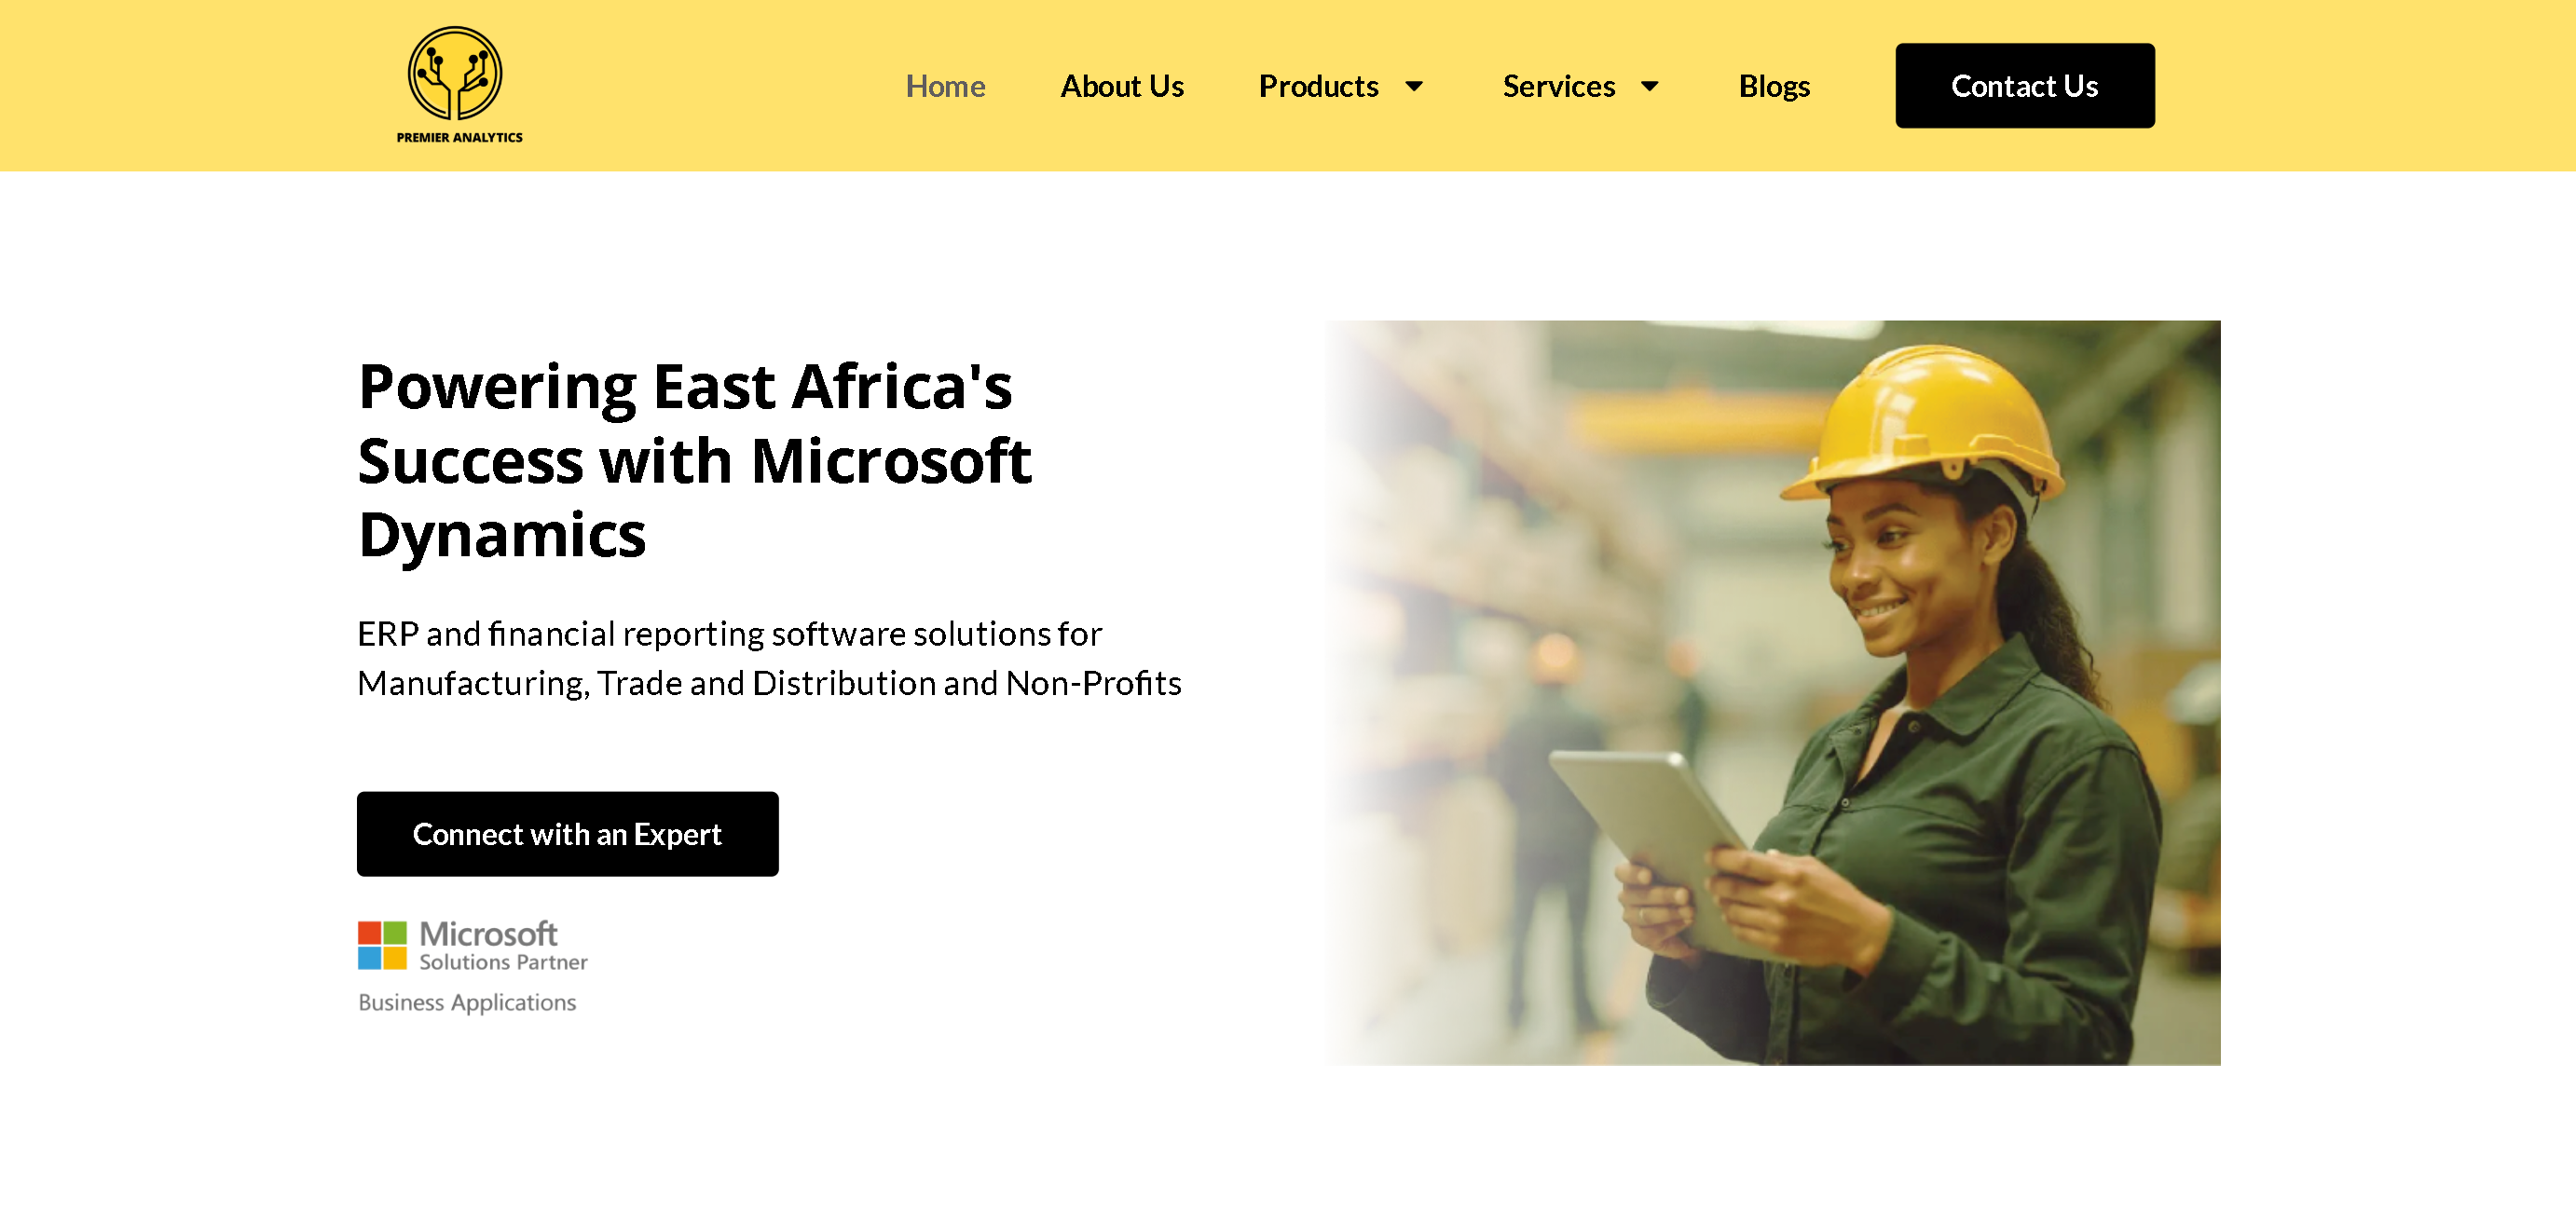 PREMIER ANALYTICS
Home About Us Products Services Blogs Contact Us
Powering East Africa's
Success with Microsoft
Dynamics
ERP and financial reporting software solutions for
Manufacturing, Trade and Distribution and Non-Profits
Connect with an Expert
Microsoft
Solutions Partner
Business Applications